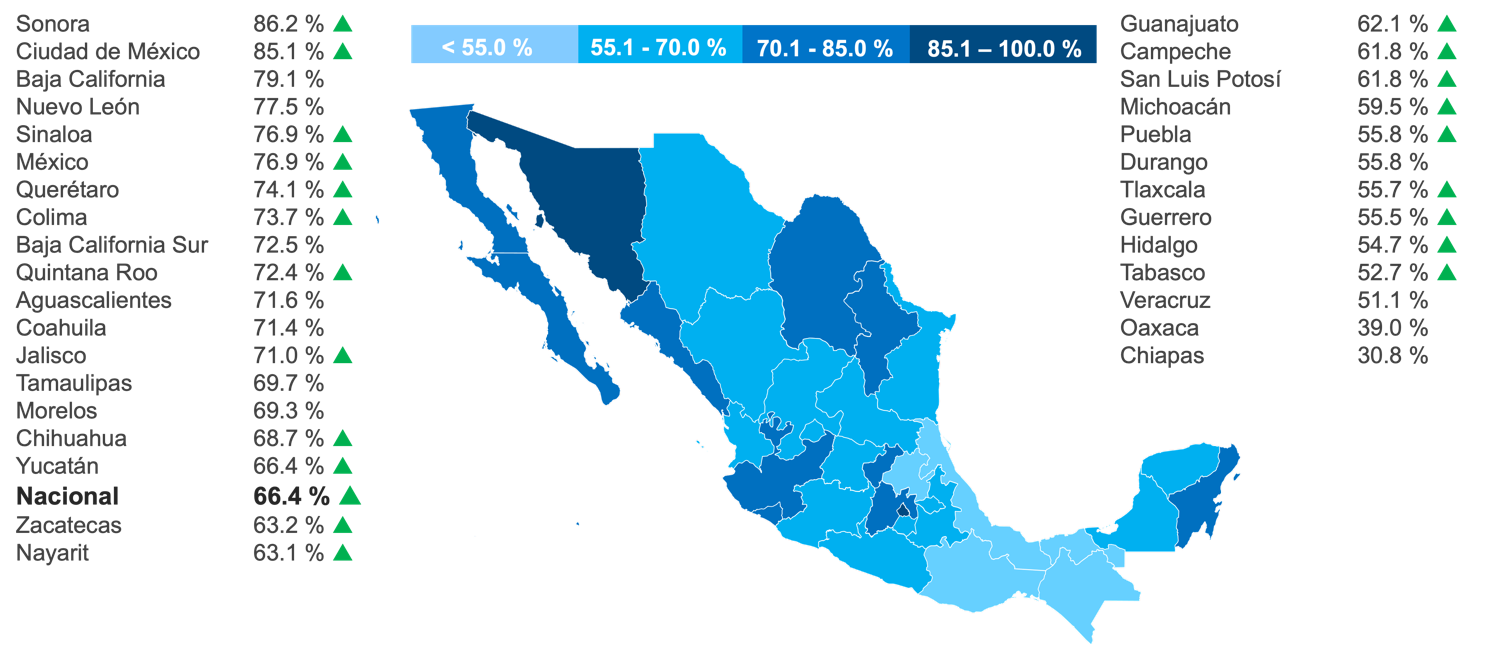 Sonora 86.2 %
Ciudad de México 85.1 %
Baja California 79.1 %
Nuevo León 77.5 %
Sinaloa 76.9 %
México 76.9 %
Querétaro 74.1 %
Colima 73.7 %
Baja California Sur 72.5 %
Quintana Roo 72.4 %
Aguascalientes 71.6 %
Coahuila 71.4 %
Jalisco 71.0 %
Tamaulipas 69.7 %
Morelos 69.3 %
Chihuahua 68.7 %
Yucatán 66.4 %
Nacional 66.4 %
Zacatecas 63.2 %
Nayarit 63.1 %
< 55.0 % 55.1 - 70.0 % 70.1 - 85.0 % 85.1 – 100.0 %
Guanajuato 62.1 %
Campeche 61.8 %
San Luis Potosí 61.8 %
Michoacán 59.5 %
Puebla 55.8 %
Durango 55.8 %
Tlaxcala 55.7 %
Guerrero 55.5 %
Hidalgo 54.7 %
Tabasco 52.7 %
Veracruz 51.1 %
Oaxaca 39.0 %
Chiapas 30.8 %